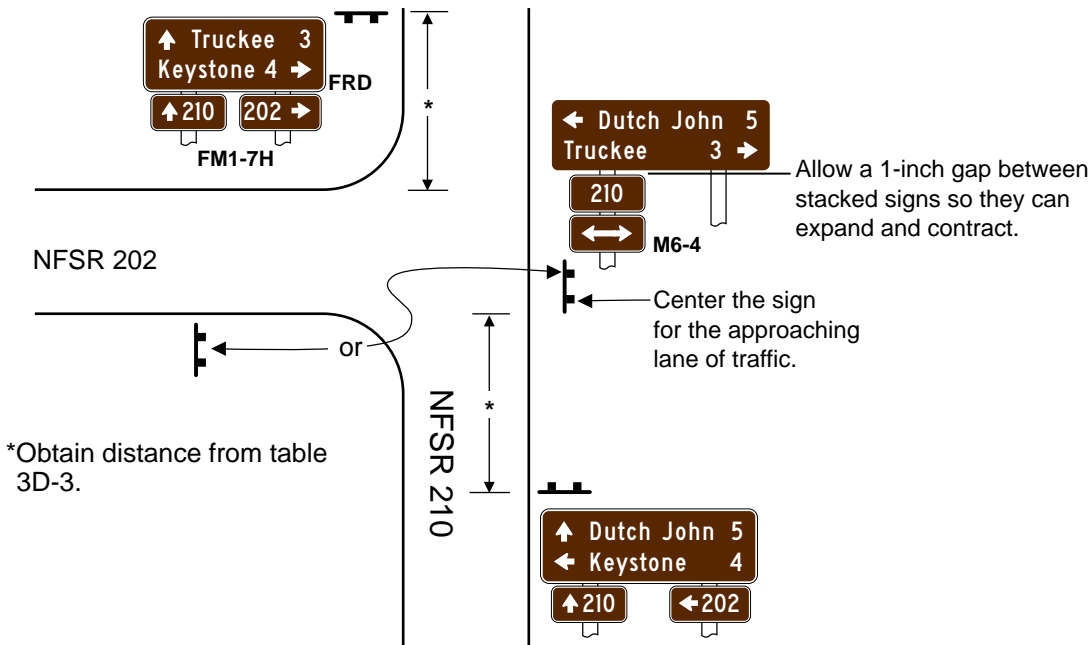 ↑ Truckee 3
Keystone 4 →
FRD
↑210
202 →
FM1-7H
*
← Dutch John 5
Truckee 3 →
210
↔
M6-4
Allow a 1-inch gap between
stacked signs so they can
expand and contract.
NFSR 202
Center the sign
for the approaching
lane of traffic.
or
*
NFSR 210
*Obtain distance from table
3D-3.
↑ Dutch John 5
← Keystone 4
↑210
←202